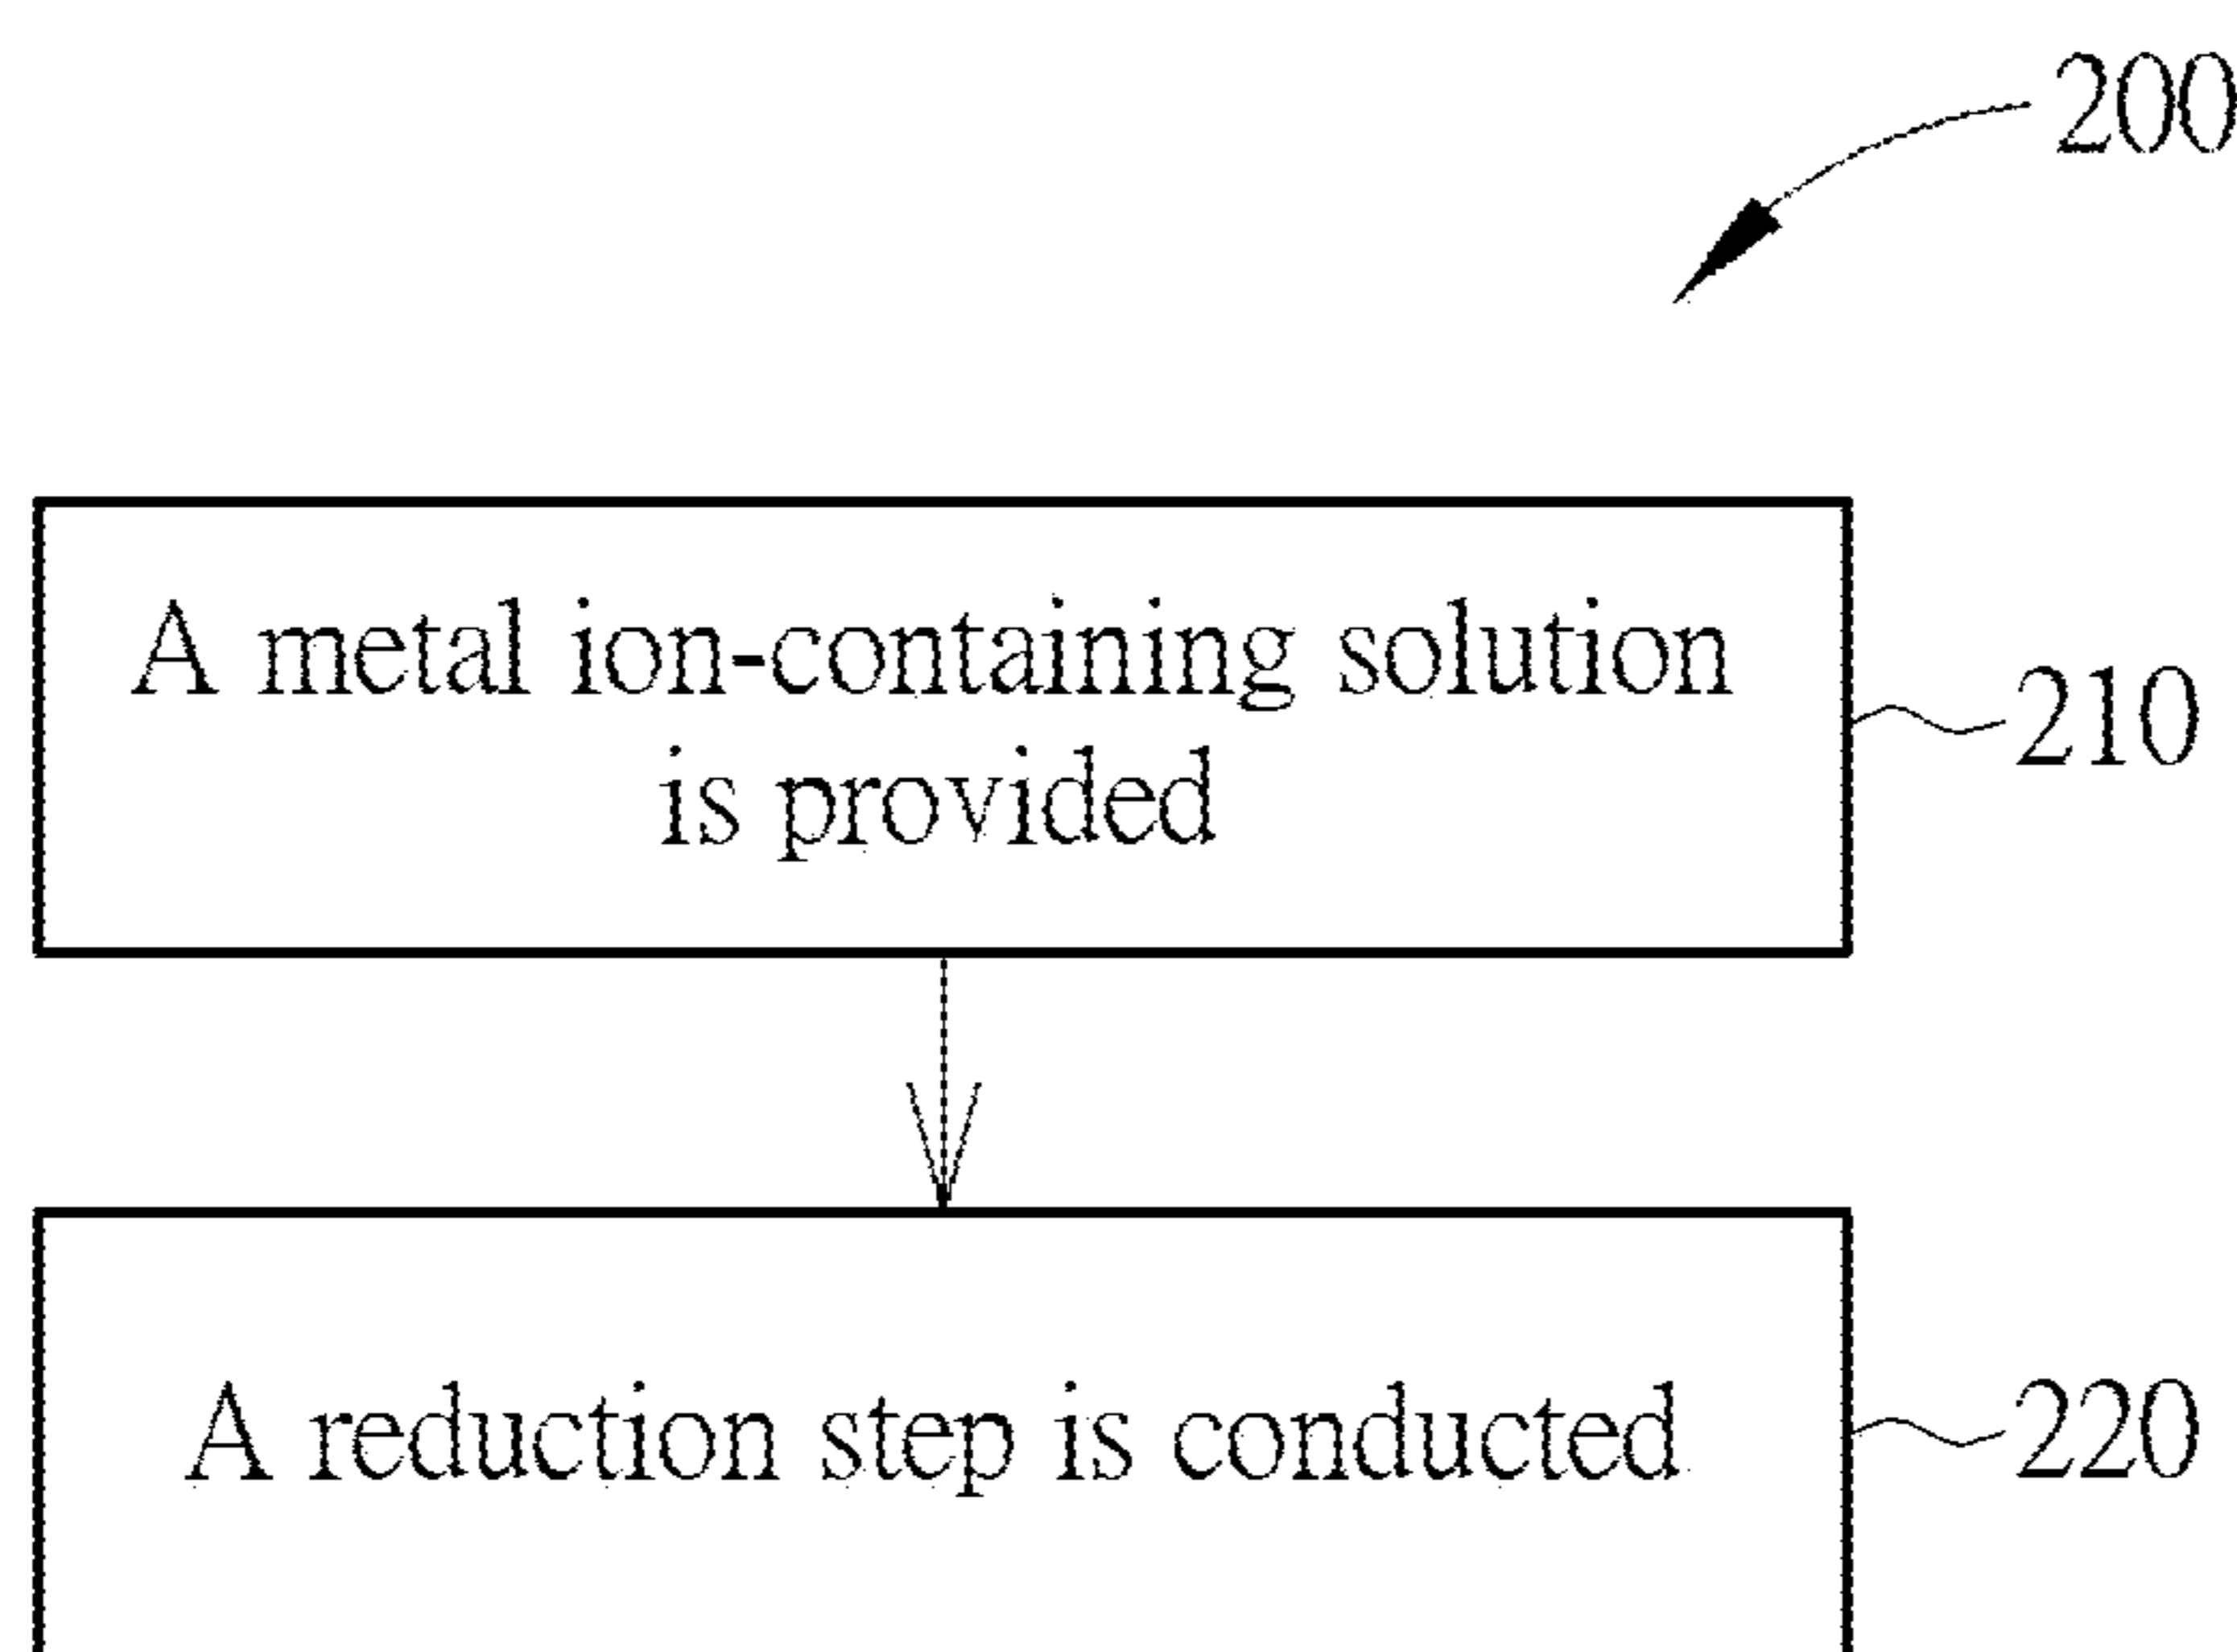 200
A metal ion-containing solution
is provided
210
A reduction step is conducted
220